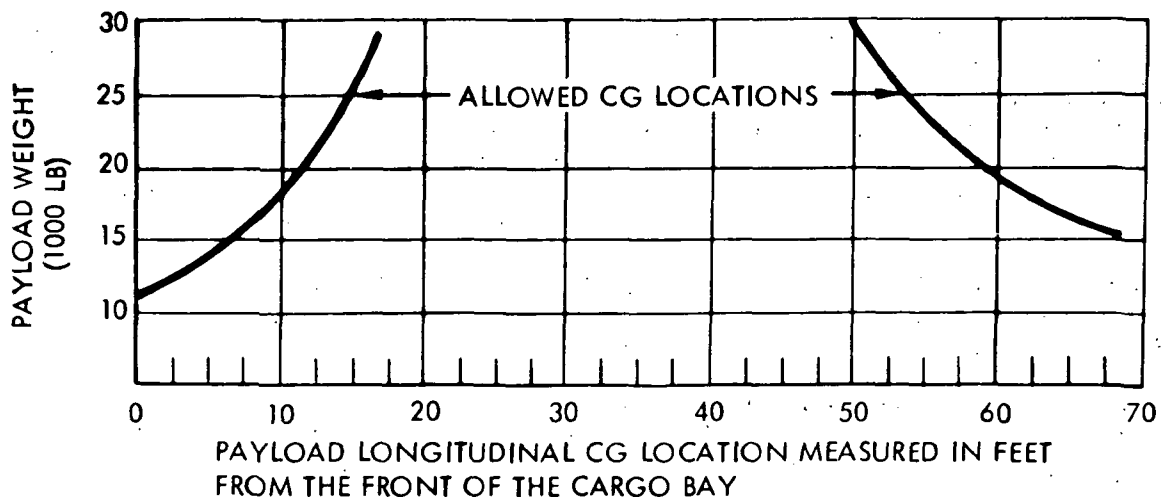 30
25
20
15
10
PAYLOAD WEIGHT
(1000 LB)
ALLOWED CG LOCATIONS
0 10 20 30 40 50 60 70
PAYLOAD LONGITUDINAL CG LOCATION MEASURED IN FEET
FROM THE FRONT OF THE CARGO BAY